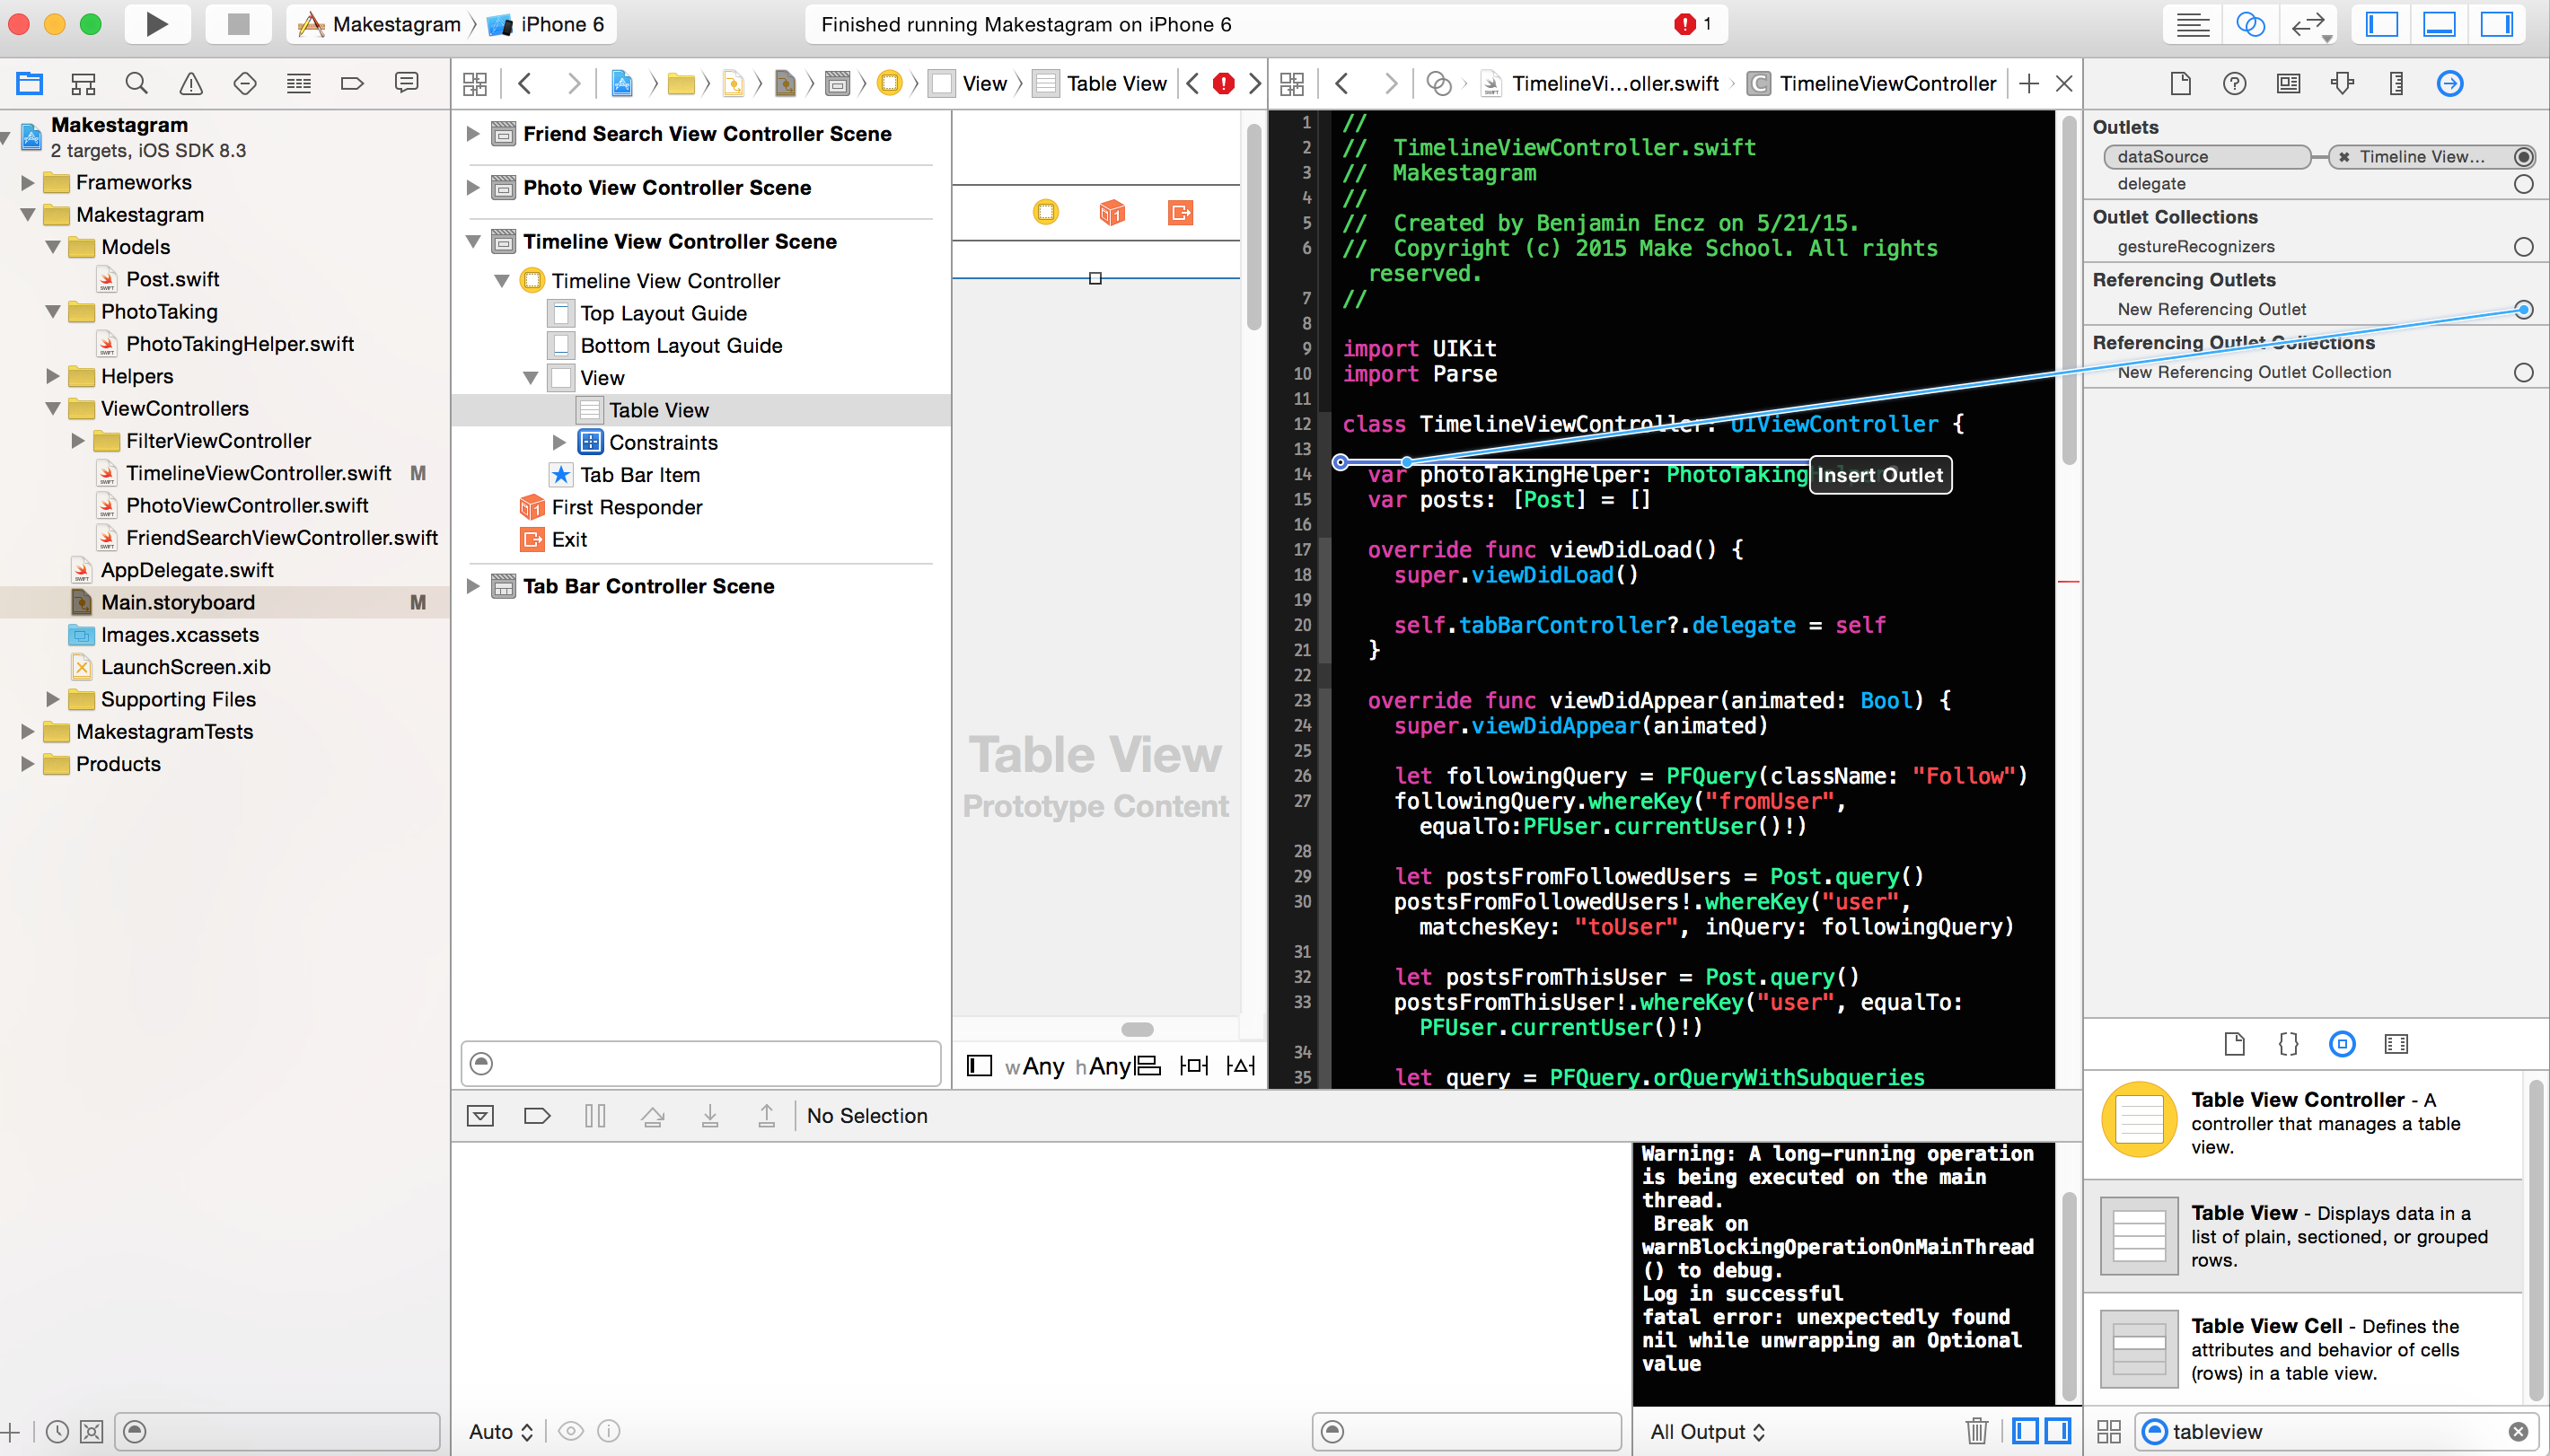 Makestagram
iPhone 6
Finished running Makestagram on iPhone 6
1
View
Table View
TimelineVi...oller.swift
C
TimelineViewController
Makestagram
2 targets, iOS SDK 8.3
Frameworks
Makestagram
Models
Post.swift
PhotoTaking
PhotoTakingHelper.swift
Helpers
ViewControllers
FilterViewController
TimelineViewController.swift M
PhotoViewController.swift
FriendSearchViewController.swift
AppDelegate.swift
Main.storyboard M
Images.xcassets
LaunchScreen.xib
Supporting Files
MakestagramTests
Products
Friend Search View Controller Scene
Photo View Controller Scene
Timeline View Controller Scene
Timeline View Controller
Top Layout Guide
Bottom Layout Guide
View
Table View
Constraints
Tab Bar Item
First Responder
Exit
Tab Bar Controller Scene
Table View
Prototype Content
w Any h Any
1 //
2 // TimelineViewController.swift
3 // Makestagram
4 //
5 // Created by Benjamin Encz on 5/21/15.
6 // Copyright (c) 2015 Make School. All rights
reserved.
7 //
8
9 import UIKit
10 import Parse
11
12 class TimelineViewController: UIViewController {
13
14 var photoTakingHelper: PhotoTaking
Insert Outlet
15 var posts: [Post] = []
16
17 override func viewDidLoad() {
18 super.viewDidLoad()
19
20 self.tabBarController?.delegate = self
21 }
22
23 override func viewDidAppear(animated: Bool) {
24 super.viewDidAppear(animated)
25
26 let followingQuery = PFQuery(className: "Follow")
27 followingQuery.whereKey("fromUser",
equalTo:PFUser.currentUser()!)
28
29 let postsFromFollowedUsers = Post.query()
30 postsFromFollowedUsers!.whereKey("user",
matchesKey: "toUser", inQuery: followingQuery)
31
32 let postsFromThisUser = Post.query()
33 postsFromThisUser!.whereKey("user", equalTo:
PFUser.currentUser()!)
34
35 let query = PFQuery.orQueryWithSubqueries
Outlets
dataSource
Timeline View...
delegate
Outlet Collections
gestureRecognizers
Referencing Outlets
New Referencing Outlet
Referencing Outlet Collections
New Referencing Outlet Collection
Table View Controller - A
controller that manages a table
view.
Table View - Displays data in a
list of plain, sectioned, or grouped
rows.
Table View Cell - Defines the
attributes and behavior of cells
(rows) in a table view.
tableview
No Selection
Warning: A long-running operation
is being executed on the main
thread.
Break on
warnBlockingOperationOnMainThread
() to debug.
Log in successful
fatal error: unexpectedly found
nil while unwrapping an Optional
value
Auto
All Output